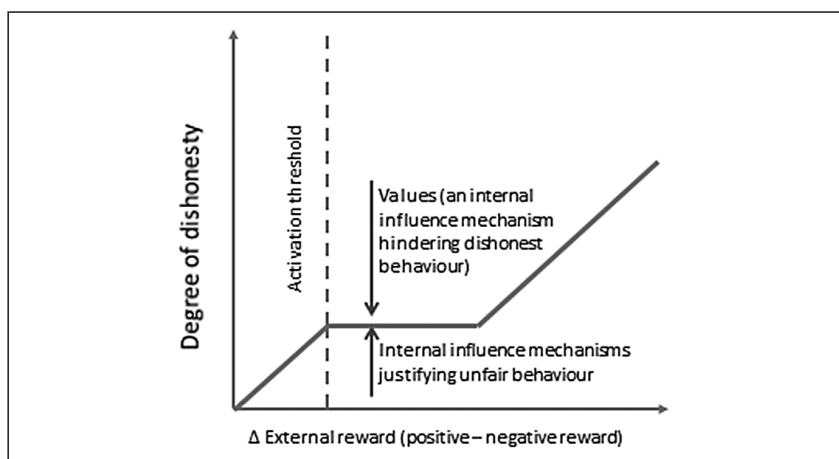 Degree of dishonesty
Activation threshold
Values (an internal
influence mechanism
hindering dishonest
behaviour)
Internal influence mechanisms
justifying unfair behaviour
Δ External reward (positive – negative reward)